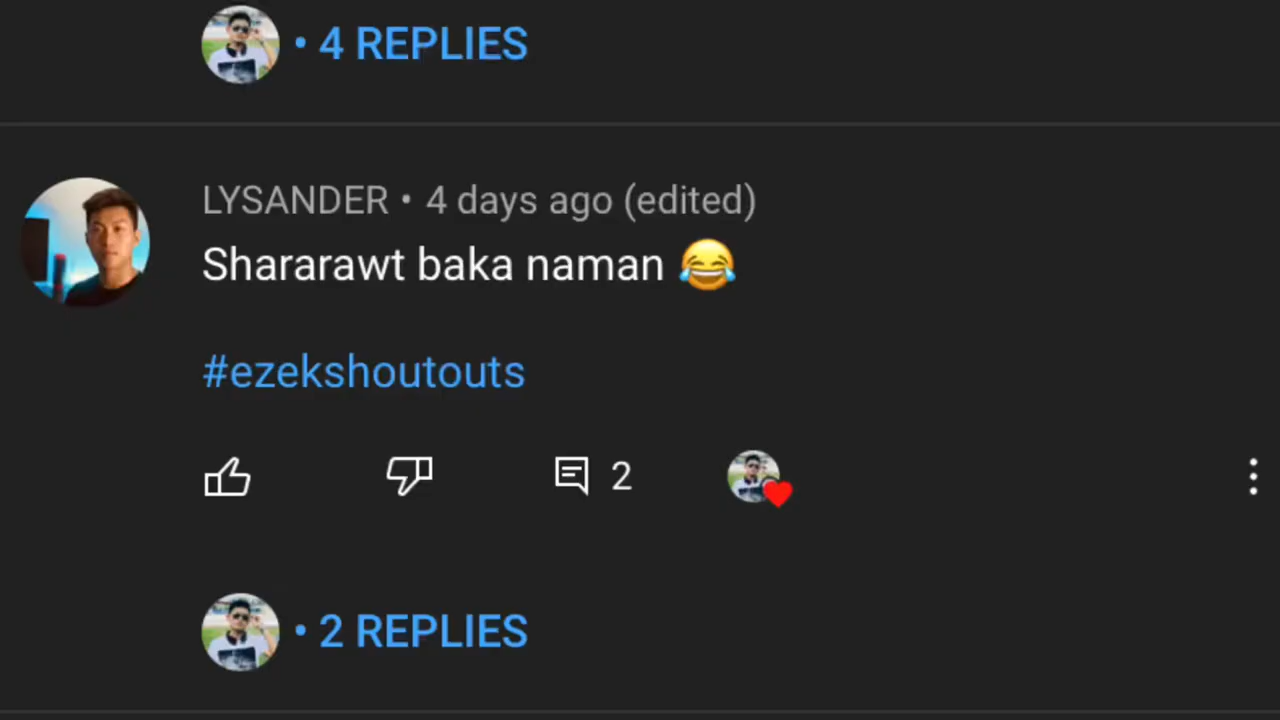 • 4 REPLIES
LYSANDER • 4 days ago (edited)
Shararawt baka naman 😂
#ezekshoutouts
2
• 2 REPLIES